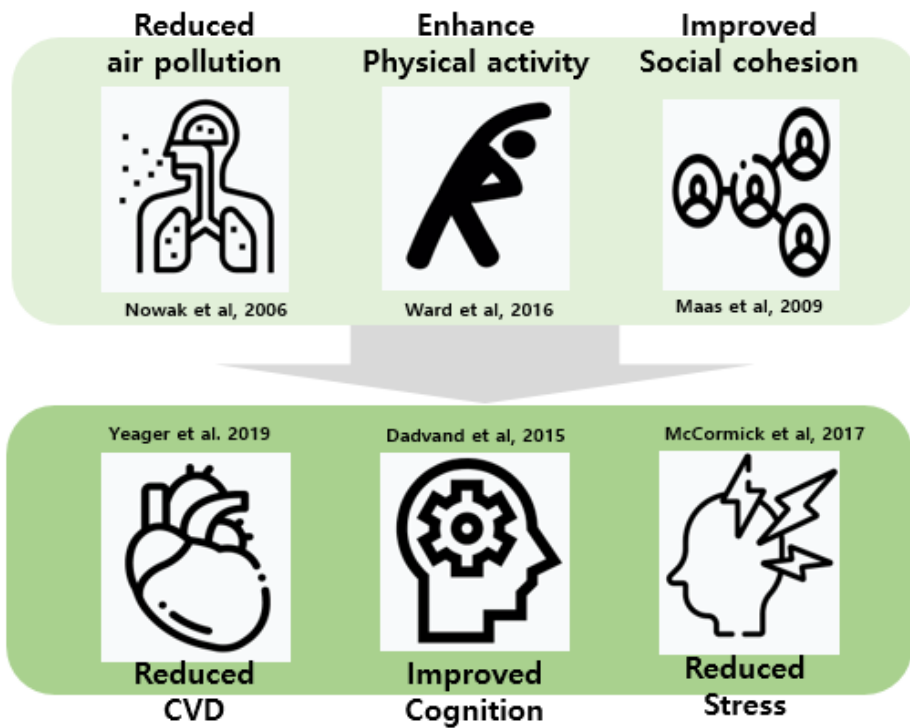 Reduced
air pollution
Enhance
Physical activity
Improved
Social cohesion
Nowak et al, 2006
Ward et al, 2016
Maas et al, 2009
Yeager et al. 2019
Dadvand et al, 2015
McCormick et al, 2017
Reduced
CVD
Improved
Cognition
Reduced
Stress